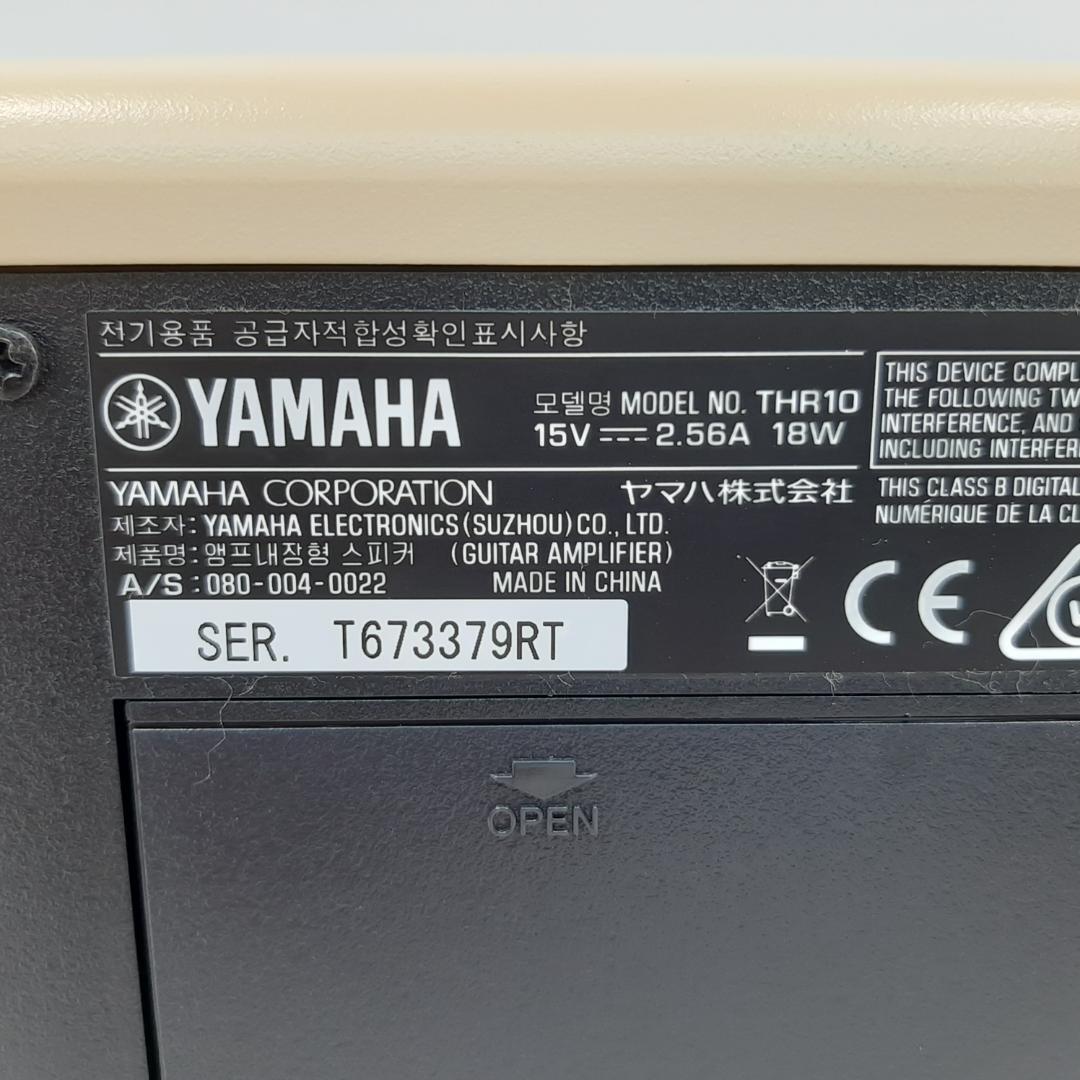 전기용품 공급자적합성확인표시사항
YAMAHA
모델명 MODEL NO. THR10
15V 2.56A 18W
YAMAHA CORPORATION ヤマハ株式会社
제조자: YAMAHA ELECTRONICS(SUZHOU)CO., LTD.
제품명: 앰프내장형 스피커 (GUITAR AMPLIFIER)
A/S : 080-004-0022 MADE IN CHINA
SER. T673379RT
THIS DEVICE COMPL
THE FOLLOWING TW
INTERFERENCE, AND
INCLUDING INTERFER
THIS CLASS B DIGITAL
NUMÉRIQUE DE LA CL
CE
OPEN